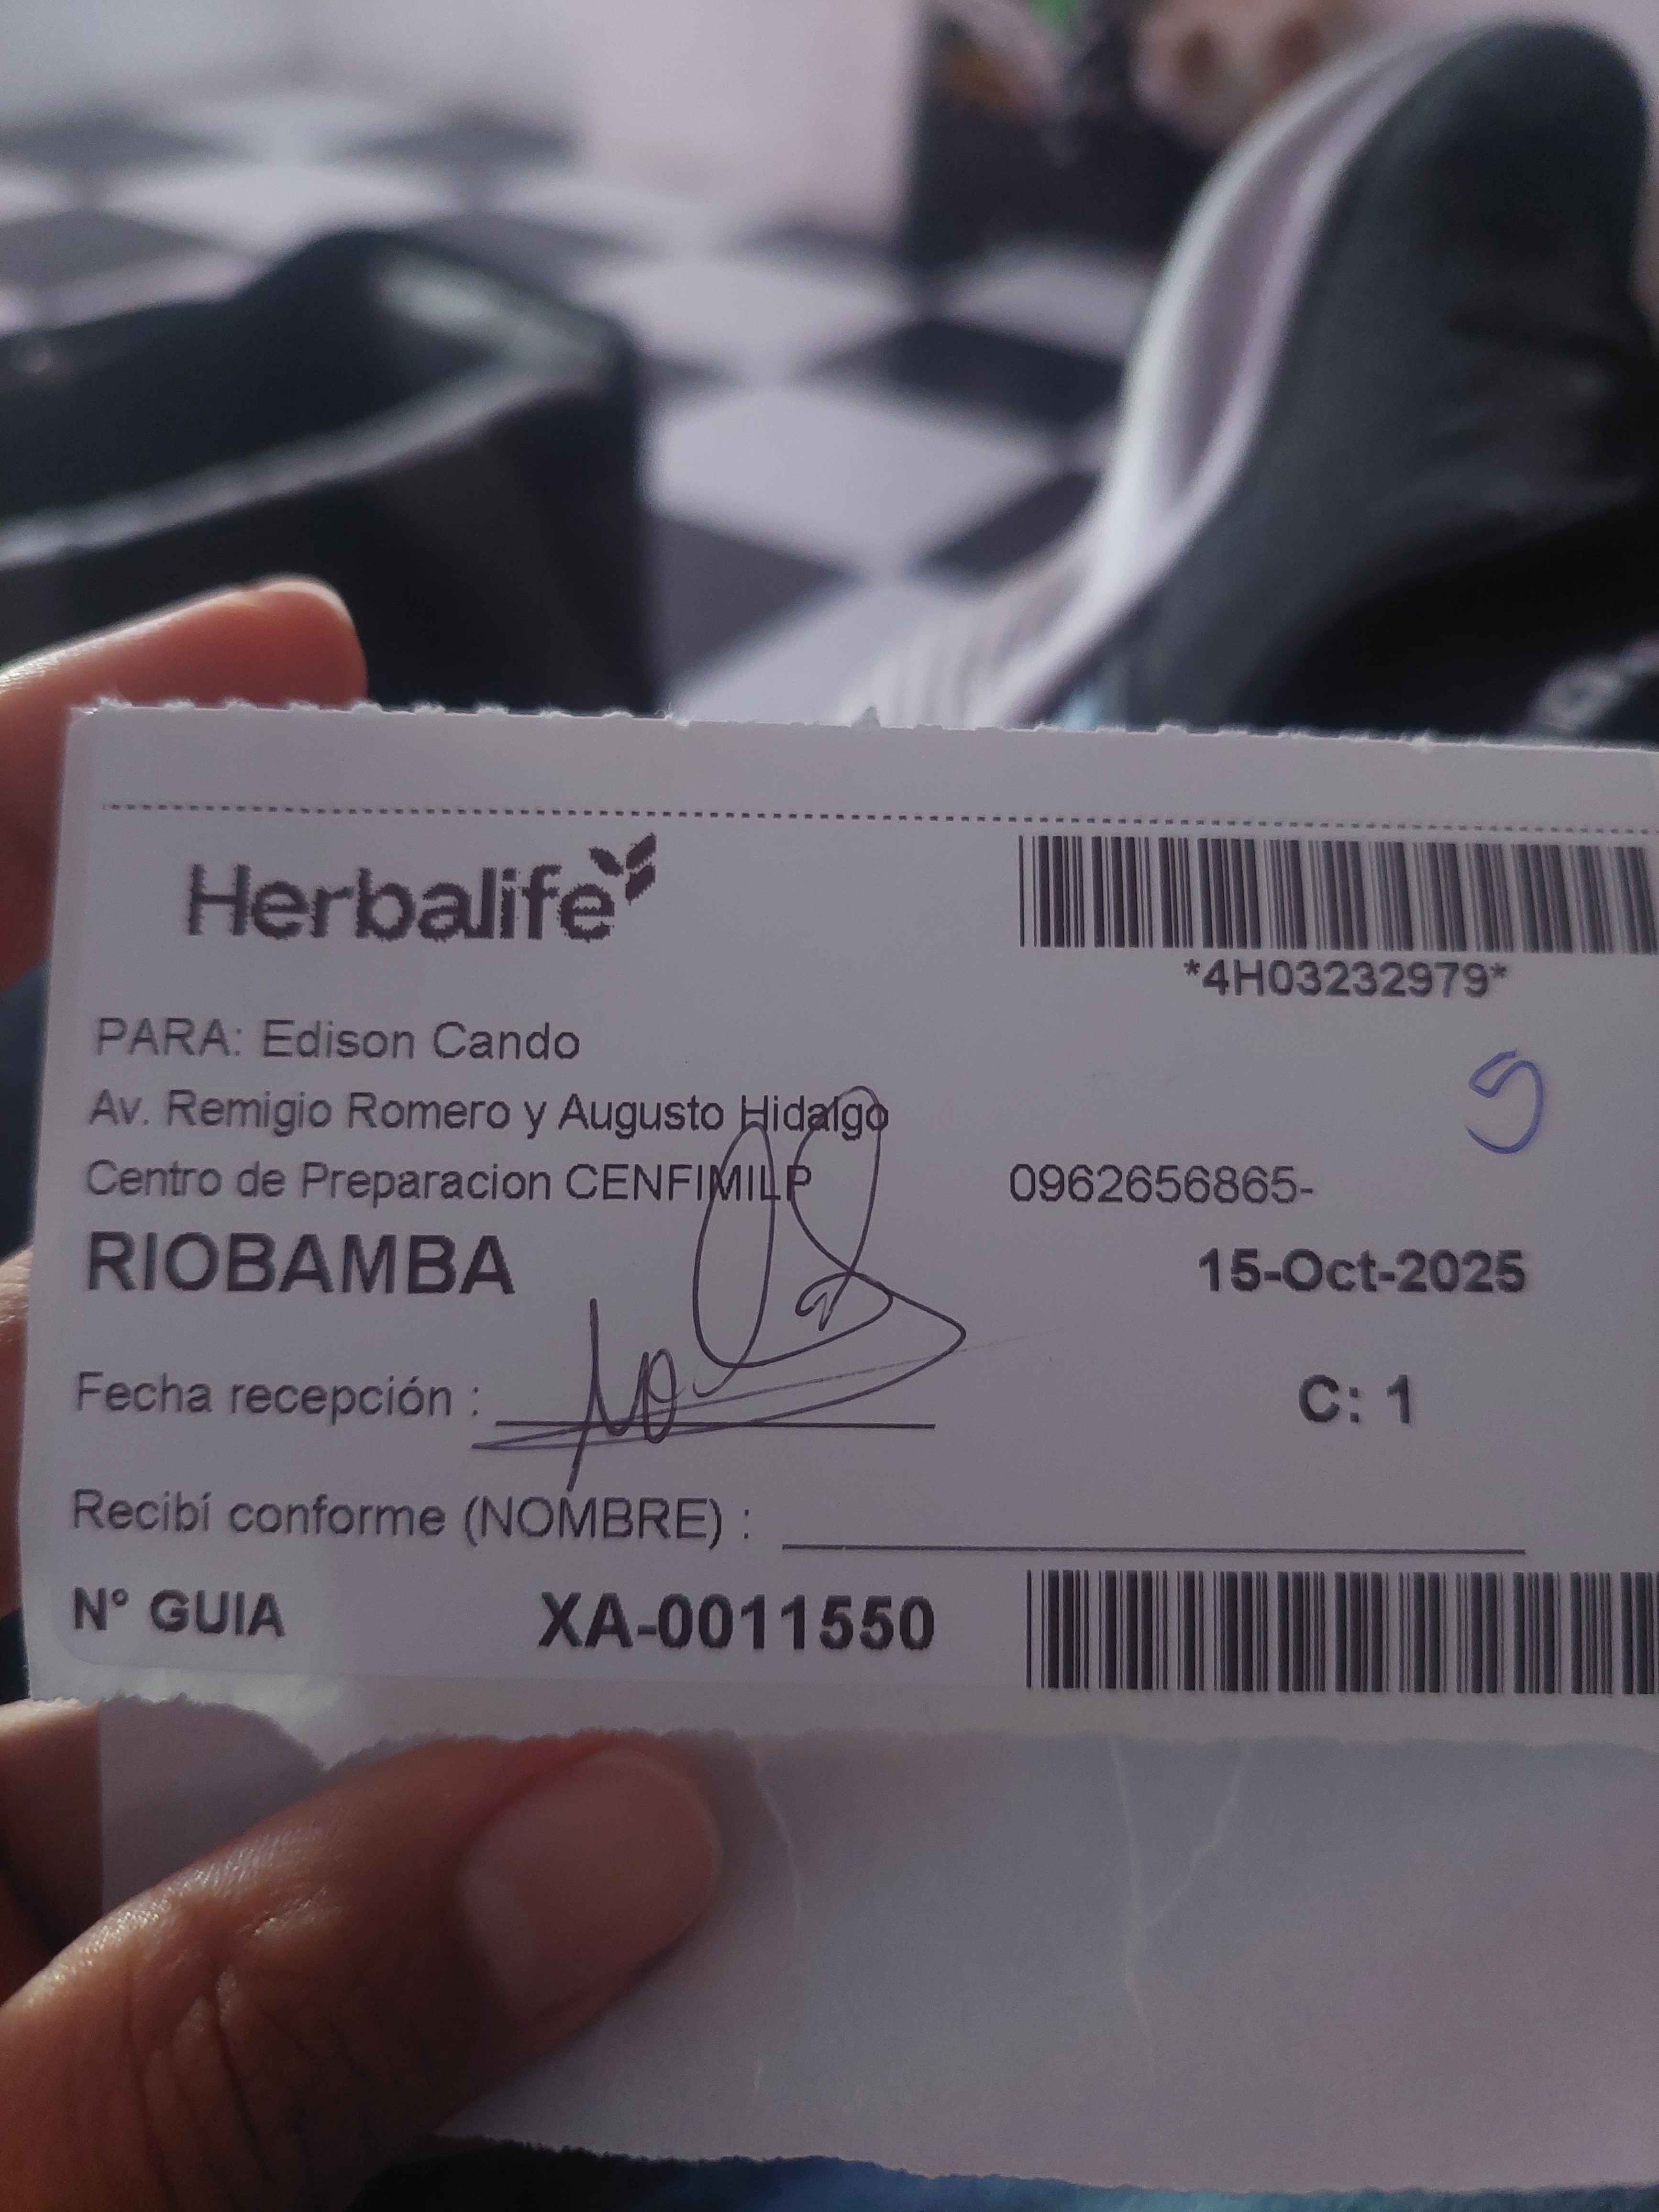 Herbalife
*4H03232979*
PARA: Edison Cando
Av. Remigio Romero y Augusto Hidalgo
Centro de Preparacion CENFIMILP 0962656865-
RIOBAMBA 15-Oct-2025
Fecha recepción : C: 1
Recibí conforme (NOMBRE) :
N° GUIA XA-0011550